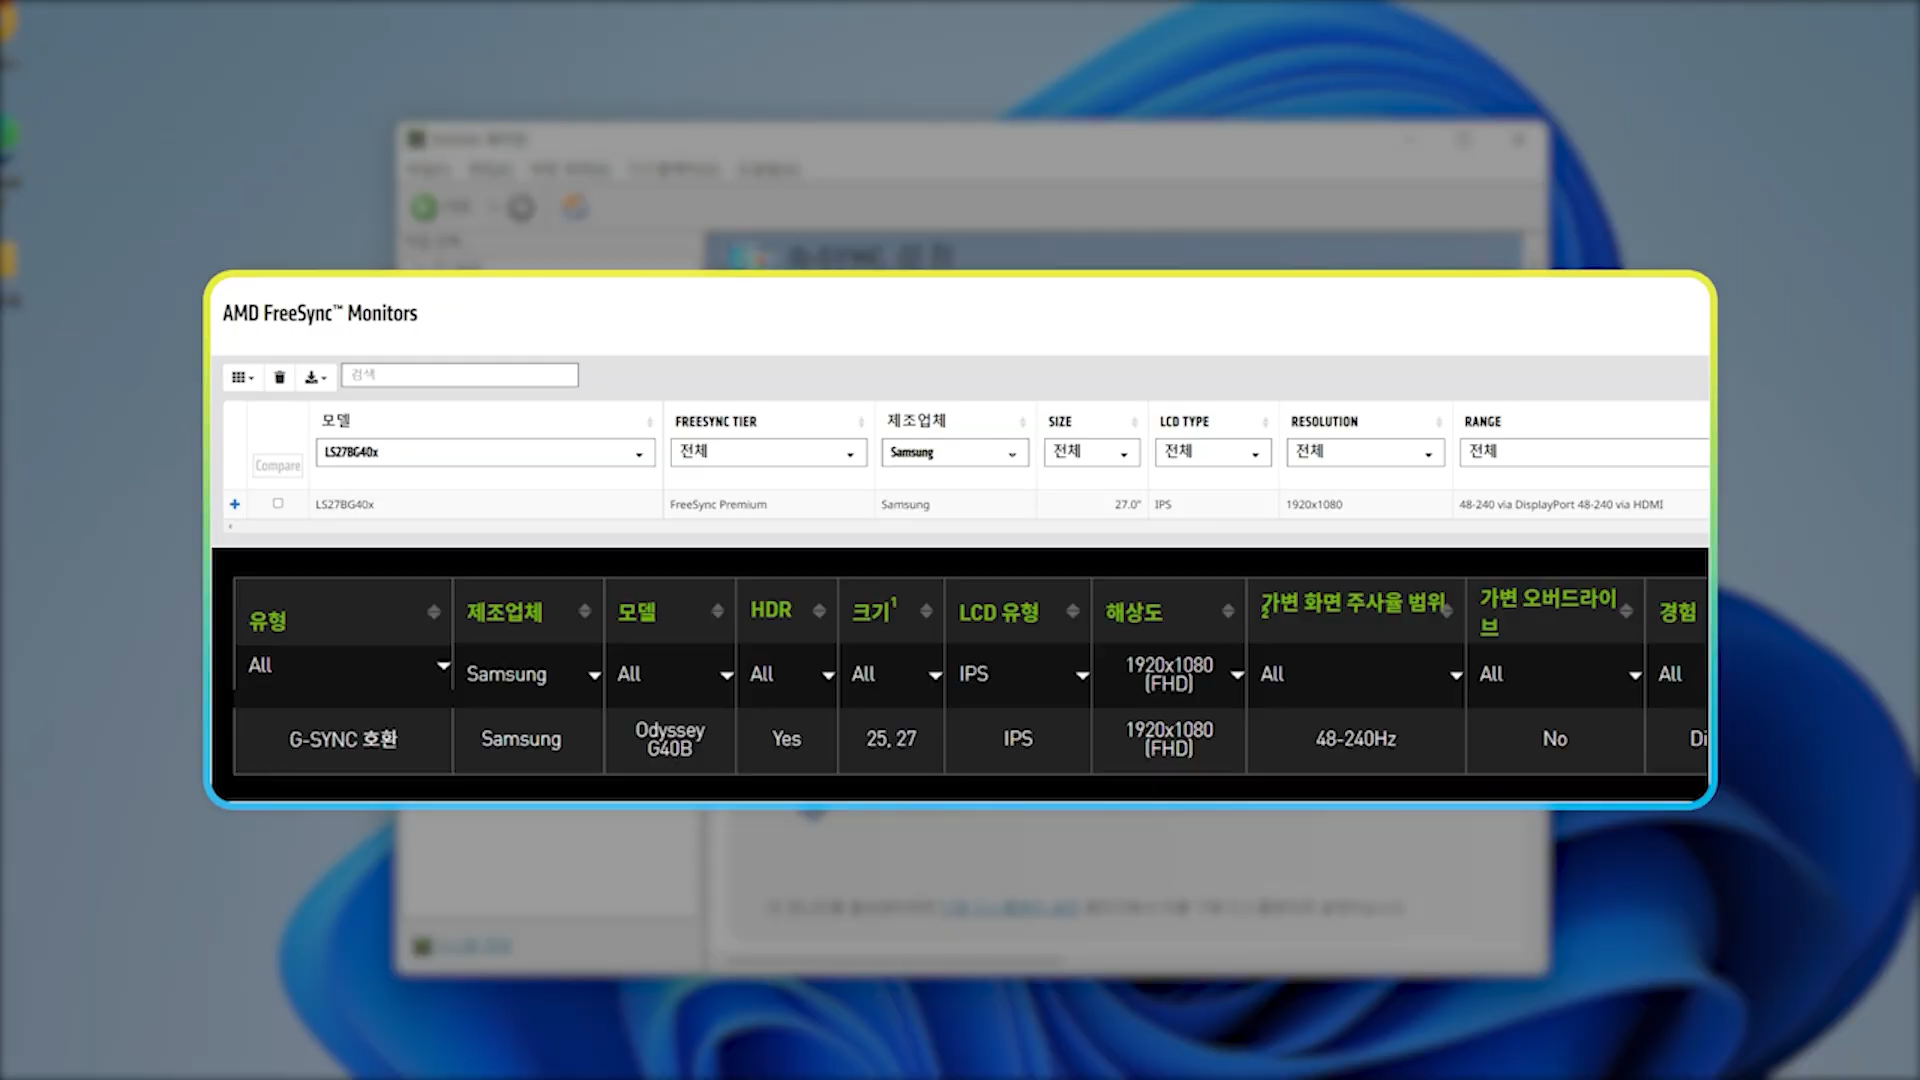 AMD FreeSync™ Monitors
검색
모델 FREESYNC TIER 제조업체 SIZE LCD TYPE RESOLUTION RANGE
Compare LS27BG40x 전체 Samsung 전체 전체 전체 전체
LS27BG40x FreeSync Premium Samsung 27.0" IPS 1920x1080 48-240 via DisplayPort 48-240 via HDMI
유형 제조업체 모델 HDR 크기1 LCD 유형 해상도 가변 화면 주사율 범위 2 가변 오버드라이브 경험
All Samsung All All All IPS 1920x1080 (FHD) All All All
G-SYNC 호환 Samsung Odyssey G40B Yes 25, 27 IPS 1920x1080 (FHD) 48-240Hz No Di